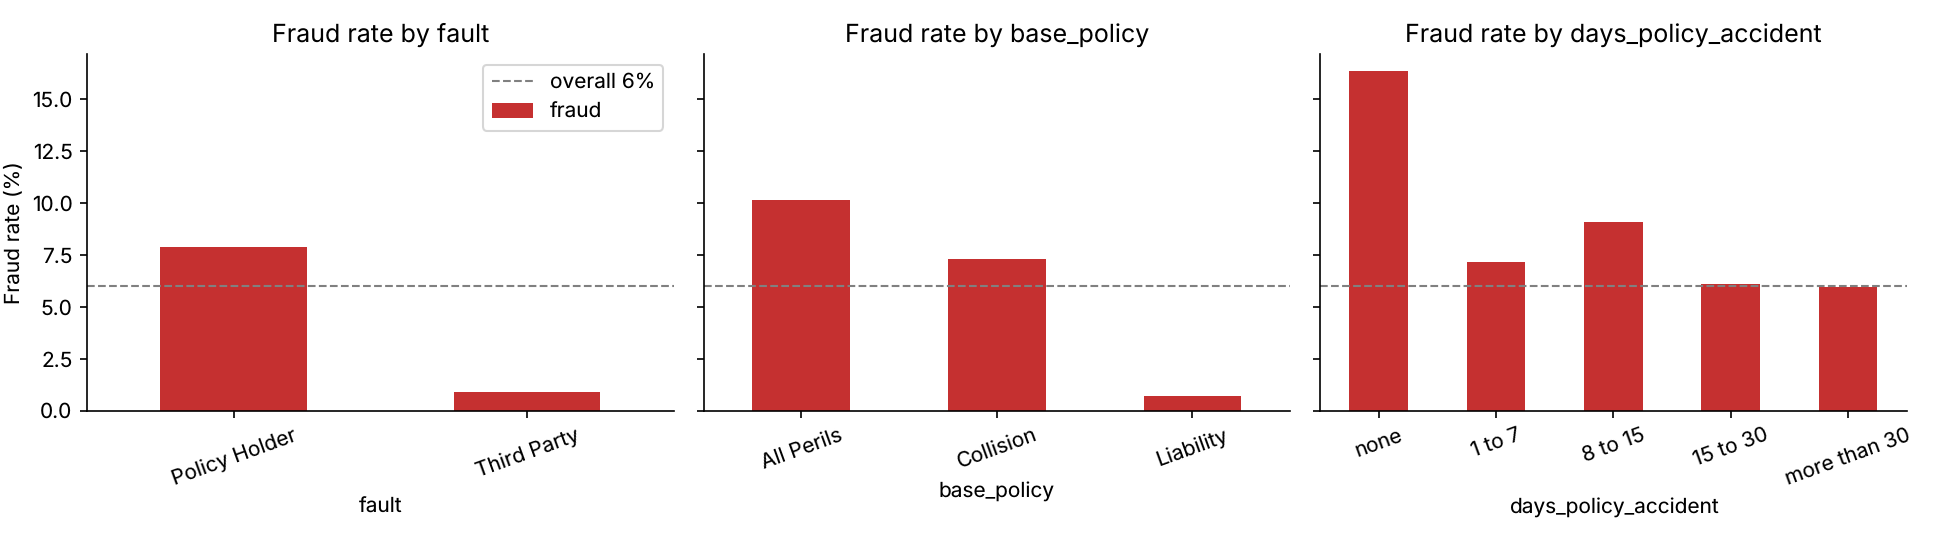 Fraud rate by fault
overall 6%
fraud
Fraud rate (%)
15.0
12.5
10.0
7.5
5.0
2.5
0.0
Policy Holder
Third Party
fault
Fraud rate by base_policy
All Perils
Collision
Liability
base_policy
Fraud rate by days_policy_accident
none
1 to 7
8 to 15
15 to 30
more than 30
days_policy_accident